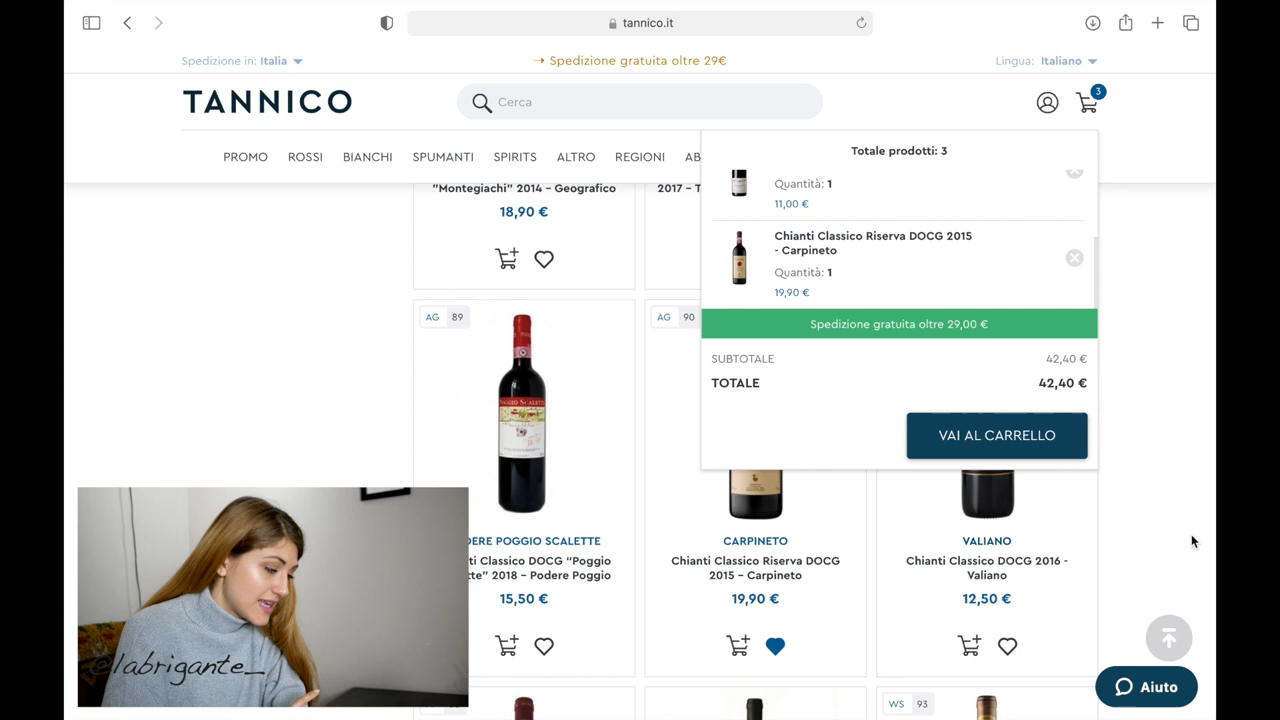 tannico.it
Spedizione in: Italia
→ Spedizione gratuita oltre 29€
Lingua: Italiano
TANNICO
Cerca
3
PROMO ROSSI BIANCHI SPUMANTI SPIRITS ALTRO REGIONI AB
Totale prodotti: 3
Quantità: 1
11,00 €
Chianti Classico Riserva DOCG 2015
- Carpineto
Quantità: 1
19,90 €
Spedizione gratuita oltre 29,00 €
SUBTOTALE 42,40 €
TOTALE 42,40 €
VAI AL CARRELLO
"Montegiachi" 2014 - Geografico
18,90 €
2017 - T
AG 89
AG 90
POGGIO SCALETTE
DERE POGGIO SCALETTE
ti Classico DOCG “Poggio
tte” 2018 - Podere Poggio
15,50 €
CARPINETO
Chianti Classico Riserva DOCG
2015 - Carpineto
19,90 €
VALIANO
Chianti Classico DOCG 2016 -
Valiano
12,50 €
WS 93
Aiuto
@labrigante_